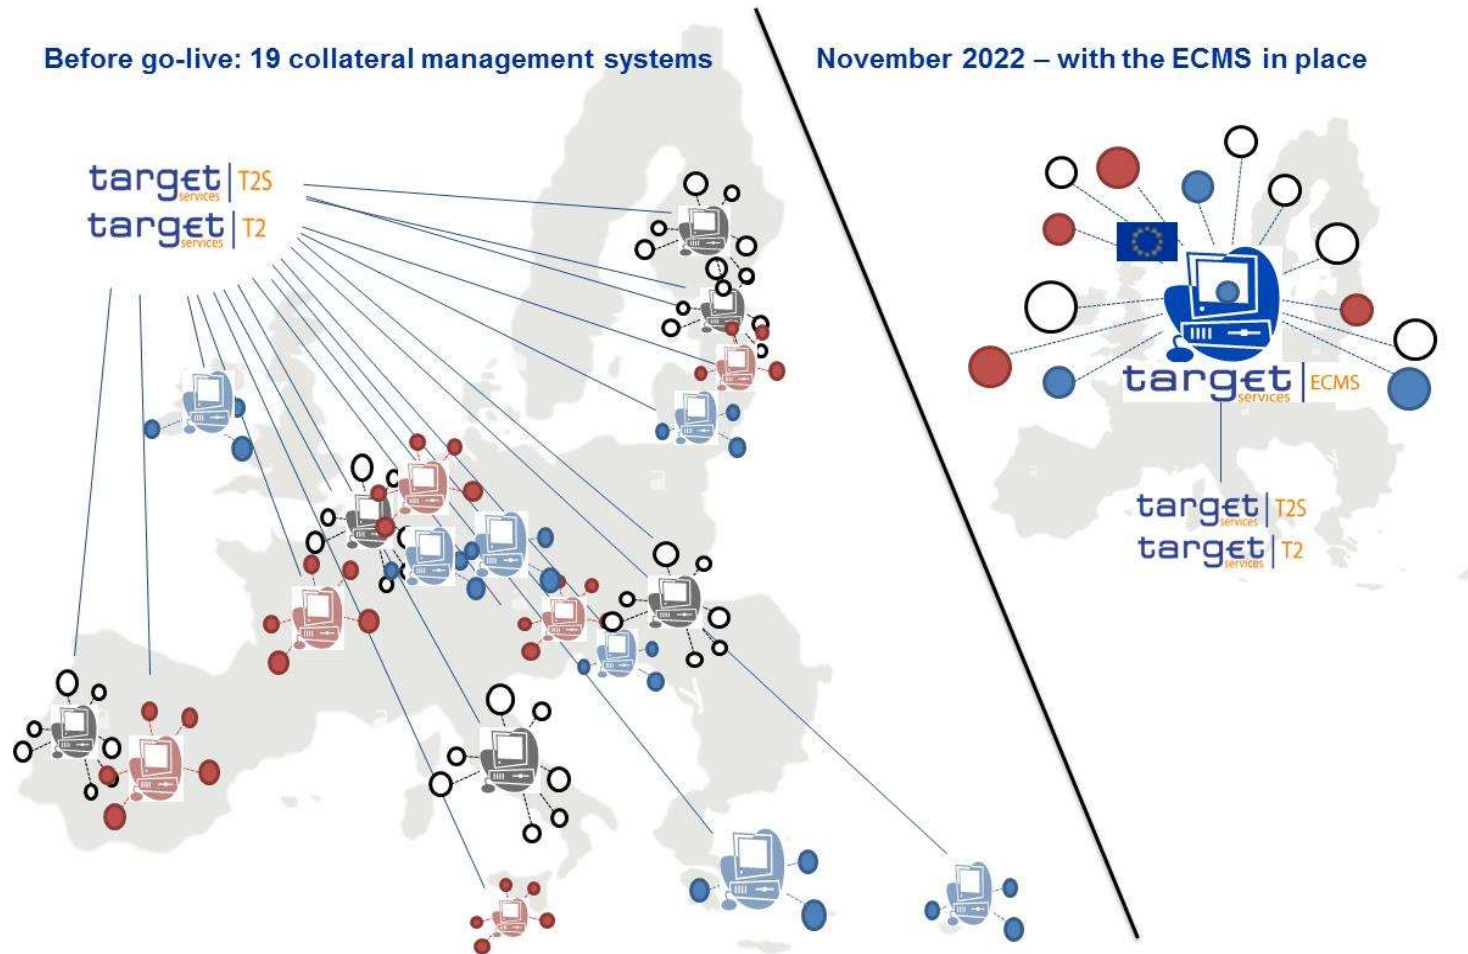 Before go-live: 19 collateral management systems
target services | T2S
target services | T2
November 2022 – with the ECMS in place
target services | ECMS
target services | T2S
target services | T2